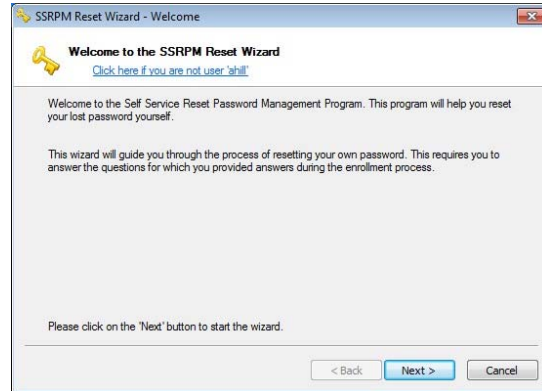 SSRPM Reset Wizard - Welcome
Welcome to the SSRPM Reset Wizard
Click here if you are not user 'ahill'
Welcome to the Self Service Reset Password Management Program. This program will help you reset
your lost password yourself.
This wizard will guide you through the process of resetting your own password. This requires you to
answer the questions for which you provided answers during the enrollment process.
Please click on the 'Next' button to start the wizard.
< Back Next > Cancel